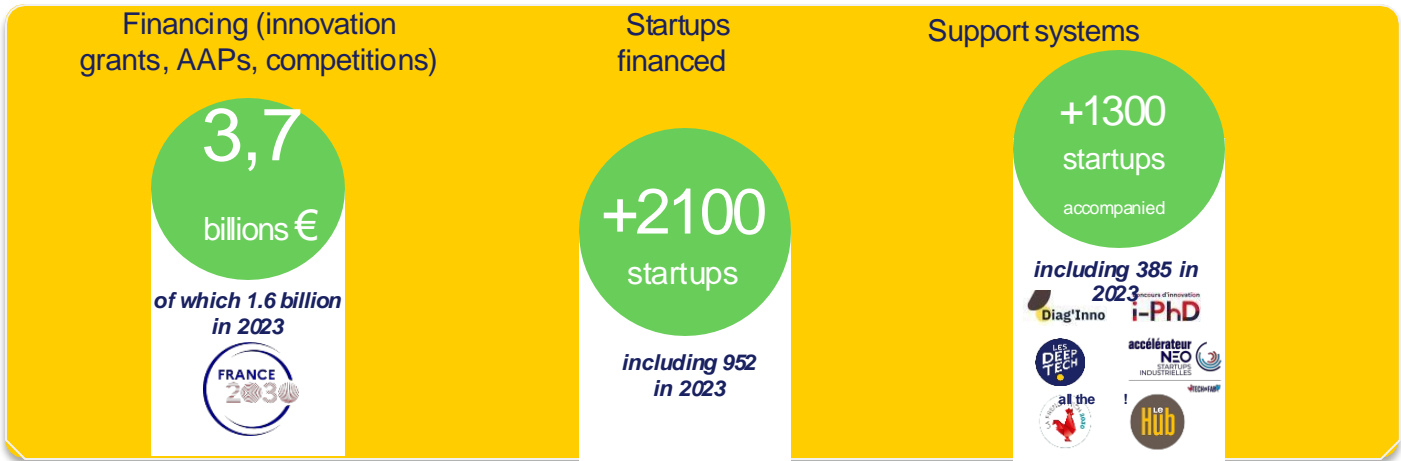 Financing (innovation
grants, AAPs, competitions)
3,7
billions €
of which 1.6 billion
in 2023
FRANCE
2030
Startups
financed
+2100
startups
including 952
in 2023
Support systems
+1300
startups
accompanied
including 385 in
2023
Diag'Inno
concours d'innovation
i-PhD
LES
DEEP
TECH
accélérateur
NEO
STARTUPS
INDUSTRIELLES
all the !
2030
LE
Hub